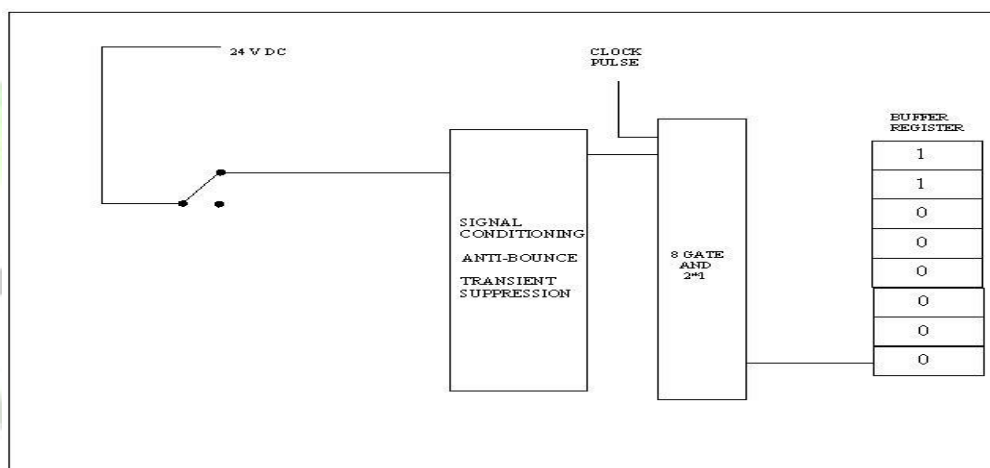 24 V DC
CLOCK
PULSE
BUFFER
REGISTER
1
1
0
0
0
0
0
0
SIGNAL
CONDITIONING
ANTI-BOUNCE
TRANSIENT
SUPPRESSION
8 GATE
AND
2*1